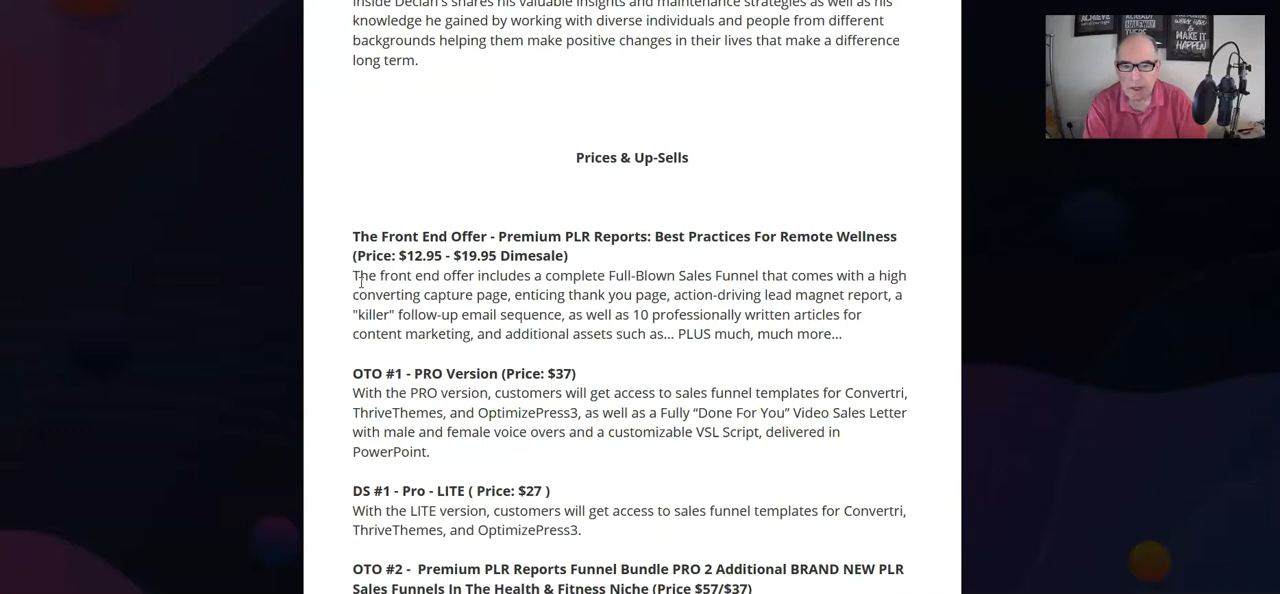 Inside Declan's shares his valuable insights and maintenance strategies as well as his
knowledge he gained by working with diverse individuals and people from different
backgrounds helping them make positive changes in their lives that make a difference
long term.
Prices & Up-Sells
The Front End Offer - Premium PLR Reports: Best Practices For Remote Wellness
(Price: $12.95 - $19.95 Dimesale)
The front end offer includes a complete Full-Blown Sales Funnel that comes with a high
converting capture page, enticing thank you page, action-driving lead magnet report, a
"killer" follow-up email sequence, as well as 10 professionally written articles for
content marketing, and additional assets such as... PLUS much, much more...
OTO #1 - PRO Version (Price: $37)
With the PRO version, customers will get access to sales funnel templates for Convertri,
ThriveThemes, and OptimizePress3, as well as a Fully “Done For You” Video Sales Letter
with male and female voice overs and a customizable VSL Script, delivered in
PowerPoint.
DS #1 - Pro - LITE ( Price: $27 )
With the LITE version, customers will get access to sales funnel templates for Convertri,
ThriveThemes, and OptimizePress3.
OTO #2 - Premium PLR Reports Funnel Bundle PRO 2 Additional BRAND NEW PLR
Sales Funnels In The Health & Fitness Niche (Price $57/$37)
ACHIEVE
ALREADY
HALFWAY
THERE
WORK HARD
&
MAKE IT
HAPPEN